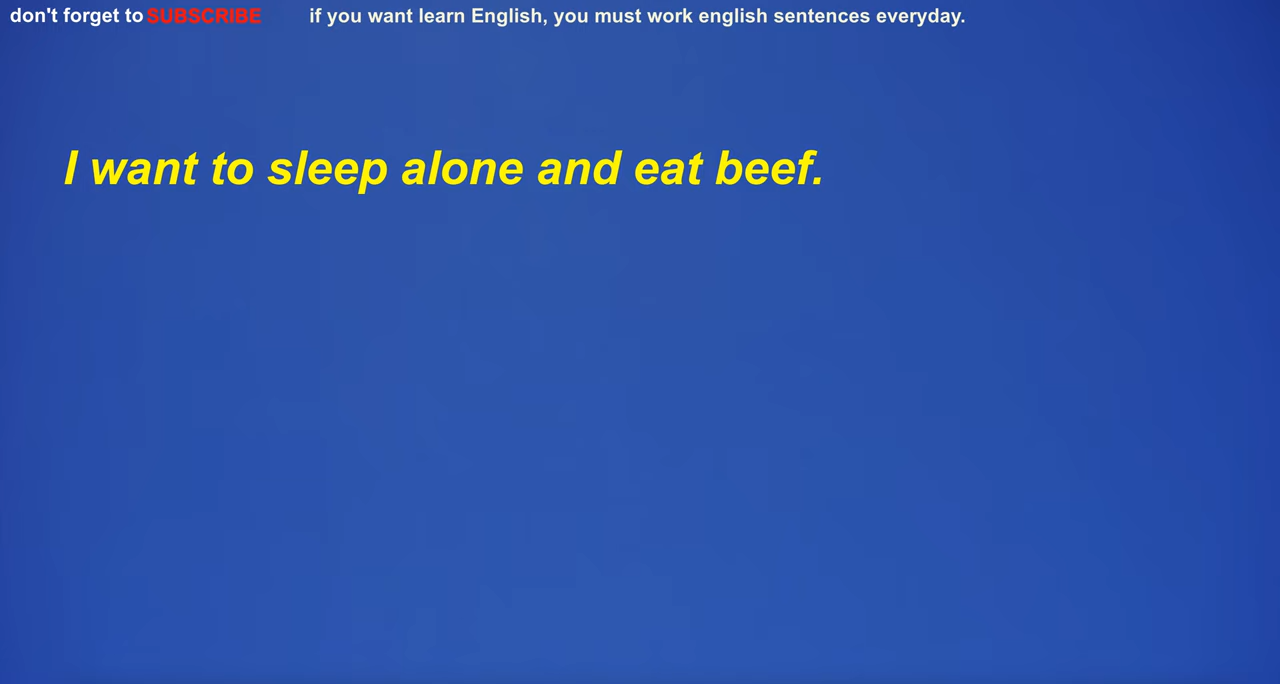 don't forget to SUBSCRIBE if you want learn English, you must work english sentences everyday.
I want to sleep alone and eat beef.